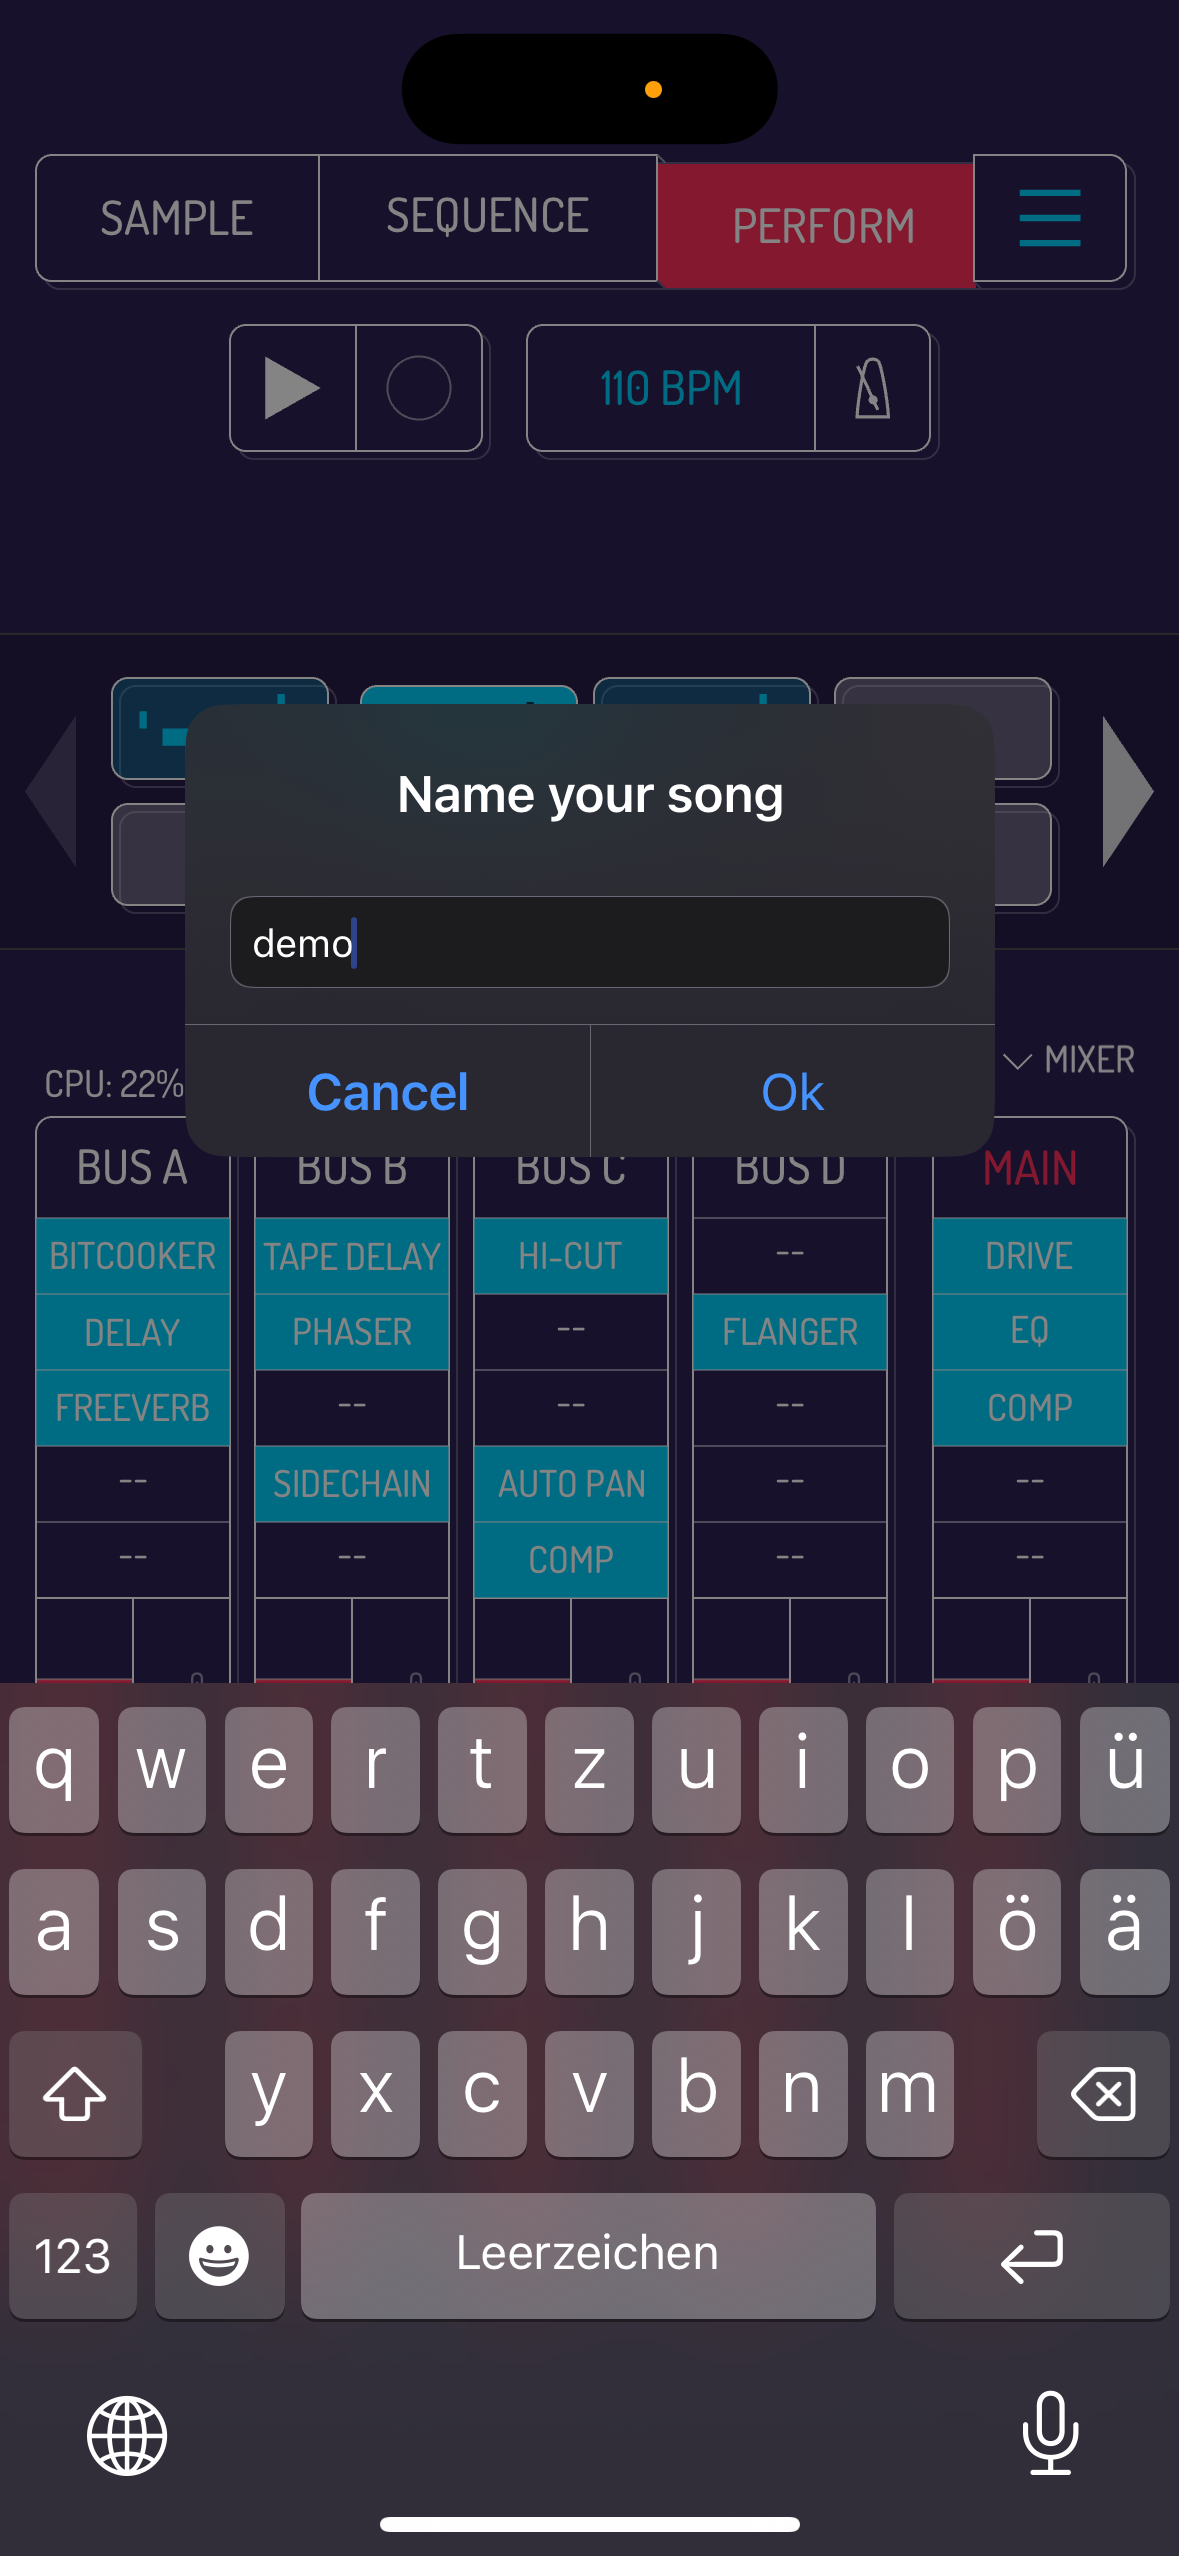 SAMPLE SEQUENCE PERFORM
110 BPM
Name your song
demo
Cancel Ok
CPU: 22% MIXER
BUS A BUS B BUS C BUS D MAIN
BITCOOKER TAPE DELAY HI-CUT -- DRIVE
DELAY PHASER -- FLANGER EQ
FREEVERB -- -- -- COMP
-- SIDECHAIN AUTO PAN -- --
-- -- COMP -- --
q w e r t z u i o p ü
a s d f g h j k l ö ä
y x c v b n m
123 Leerzeichen